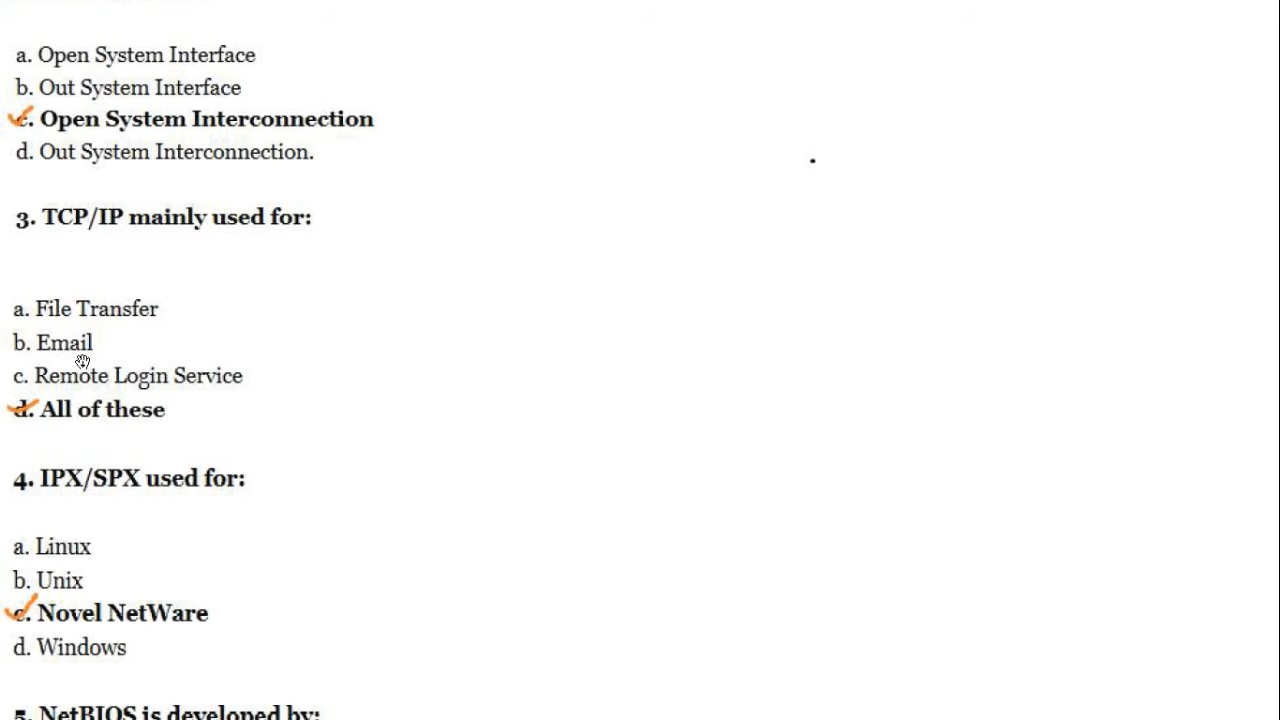 a. Open System Interface
b. Out System Interface
c. Open System Interconnection
d. Out System Interconnection.
3. TCP/IP mainly used for:
a. File Transfer
b. Email
c. Remote Login Service
d. All of these
4. IPX/SPX used for:
a. Linux
b. Unix
c. Novel NetWare
d. Windows
5. NetBIOS is developed by: